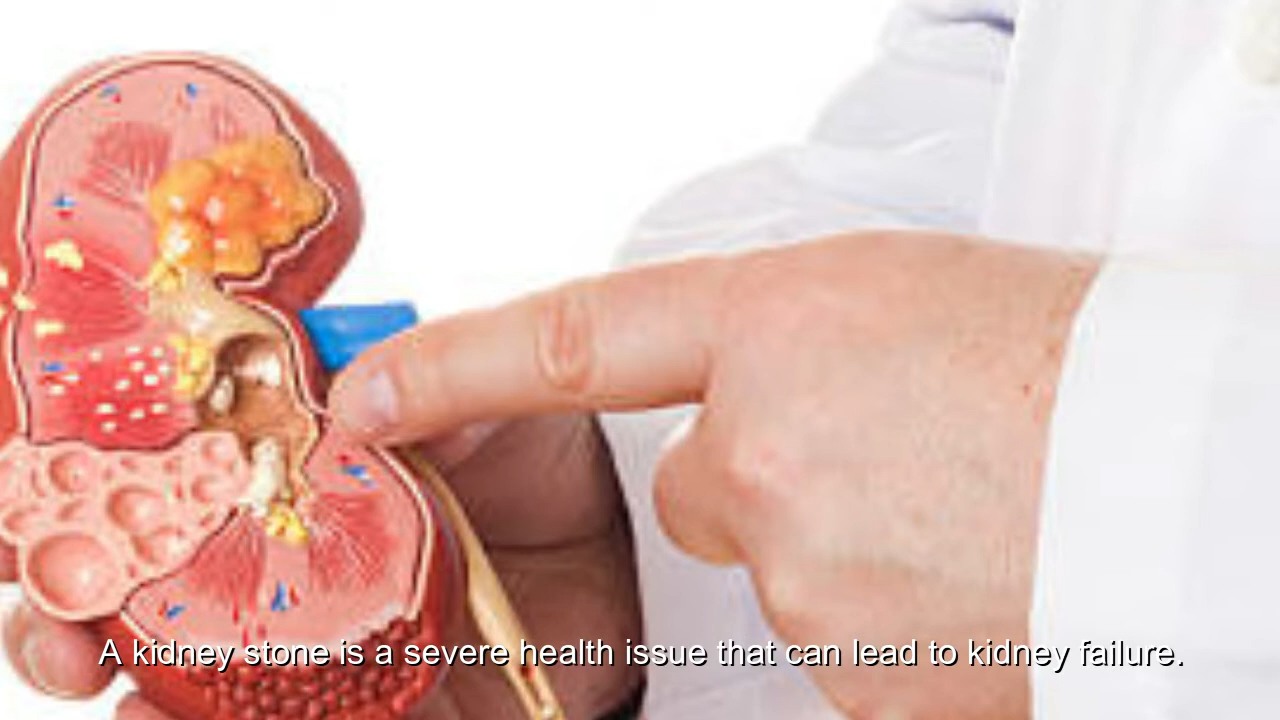 A kidney stone is a severe health issue that can lead to kidney failure.